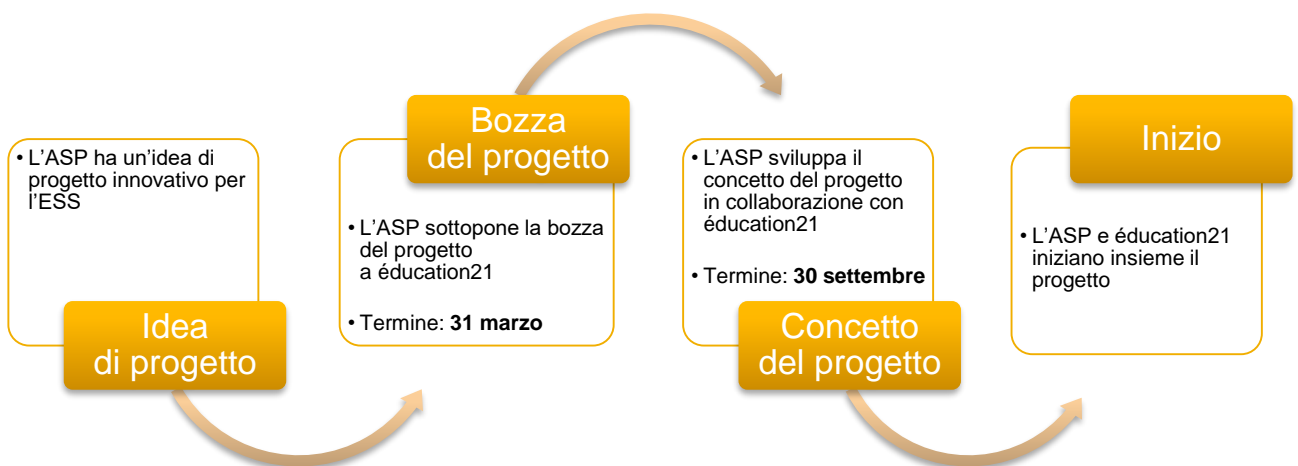 • L'ASP ha un'idea di
progetto innovativo per
l'ESS
Idea
di progetto
Bozza
del progetto
• L'ASP sottopone la bozza
del progetto
a éducation21
• Termine: 31 marzo
• L'ASP sviluppa il
concetto del progetto
in collaborazione con
éducation21
• Termine: 30 settembre
Concetto
del progetto
Inizio
• L'ASP e éducation21
iniziano insieme il
progetto